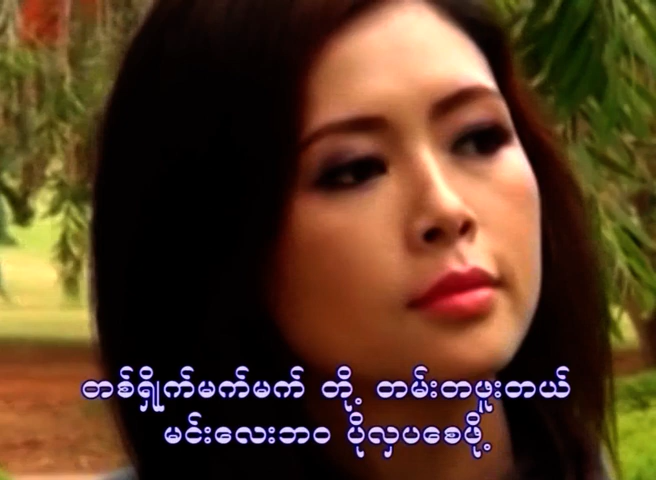 တစ်ရှိုက်မက်မက် တို့ တမ်းတဖူးတယ်
မင်းလေးဘဝ ပိုလှပစေဖို့